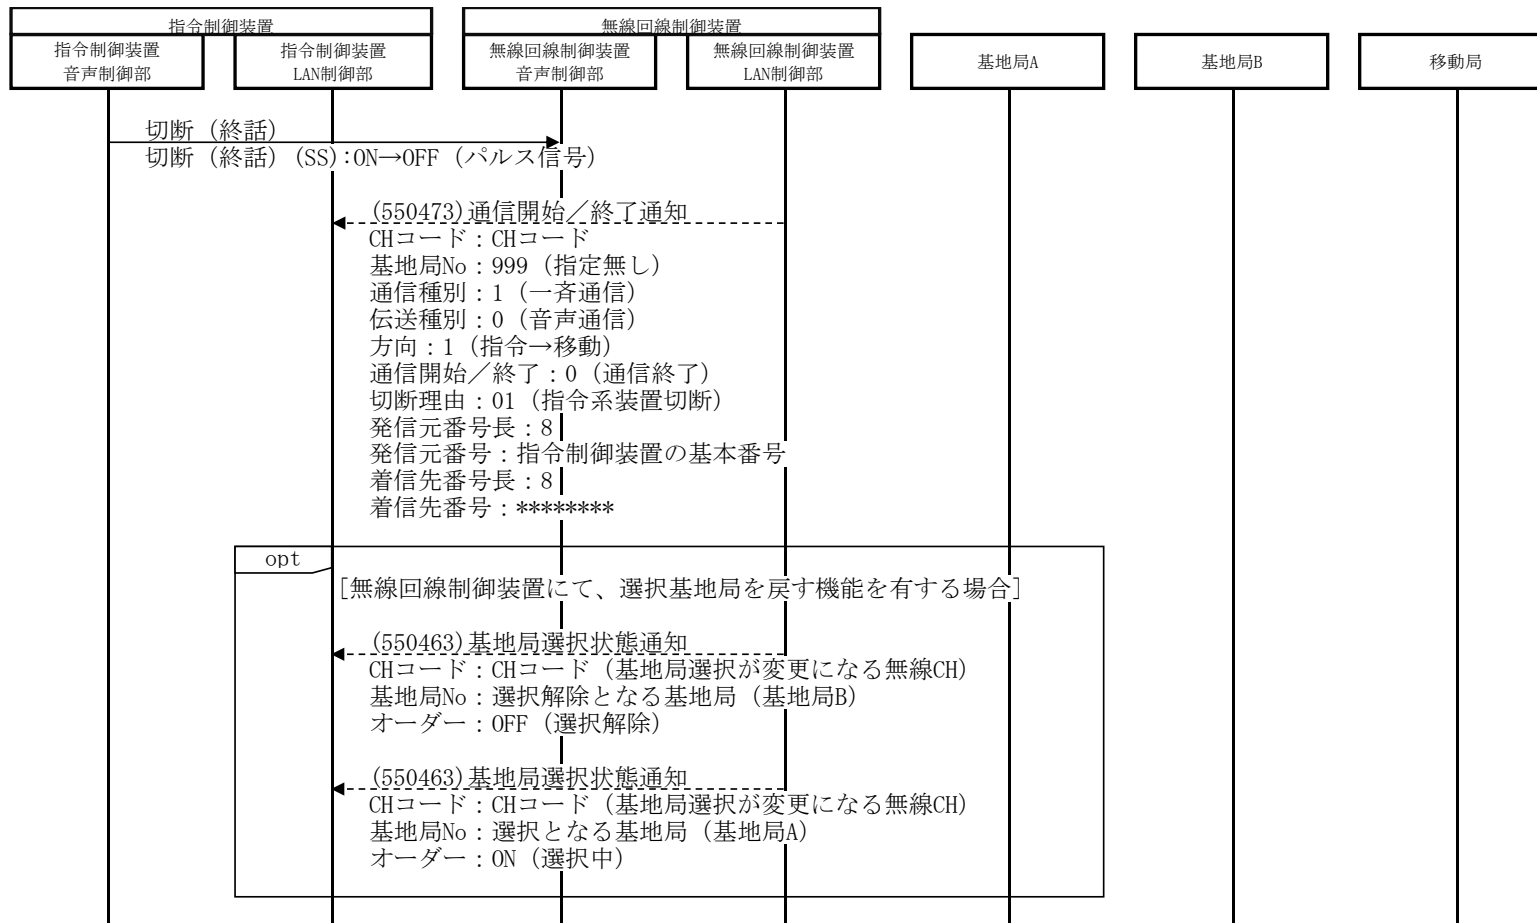 指令制御装置
無線回線制御装置
指令制御装置
音声制御部
指令制御装置
LAN制御部
無線回線制御装置
音声制御部
無線回線制御装置
LAN制御部
基地局A
基地局B
移動局
切断（終話）
切断（終話）(SS):ON→OFF（パルス信号）
(550473)通信開始／終了通知
CHコード：CHコード
基地局No：999（指定無し）
通信種別：1（一斉通信）
伝送種別：0（音声通信）
方向：1（指令→移動）
通信開始／終了：0（通信終了）
切断理由：01（指令系装置切断）
発信元番号長：8
発信元番号：指令制御装置の基本番号
着信先番号長：8
着信先番号：********
opt
[無線回線制御装置にて、選択基地局を戻す機能を有する場合]
(550463)基地局選択状態通知
CHコード：CHコード（基地局選択が変更になる無線CH）
基地局No：選択解除となる基地局（基地局B）
オーダー：OFF（選択解除）
(550463)基地局選択状態通知
CHコード：CHコード（基地局選択が変更になる無線CH）
基地局No：選択となる基地局（基地局A）
オーダー：ON（選択中）